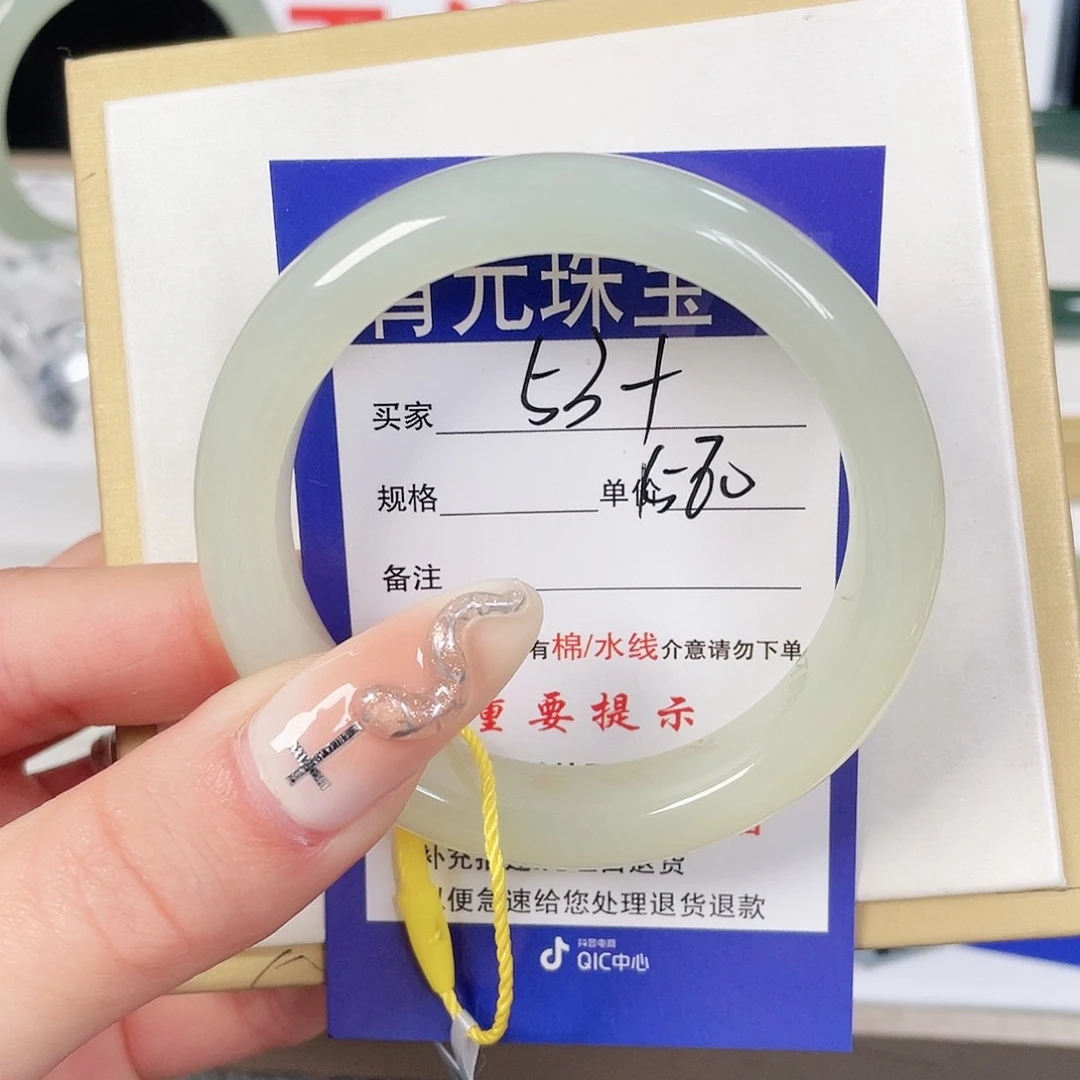 元珠宝
买家 53+
规格 单价
备注
有棉/水线介意请勿下单
重要提示
补充
便急速给您处理退货退款
抖音电商
QIC中心